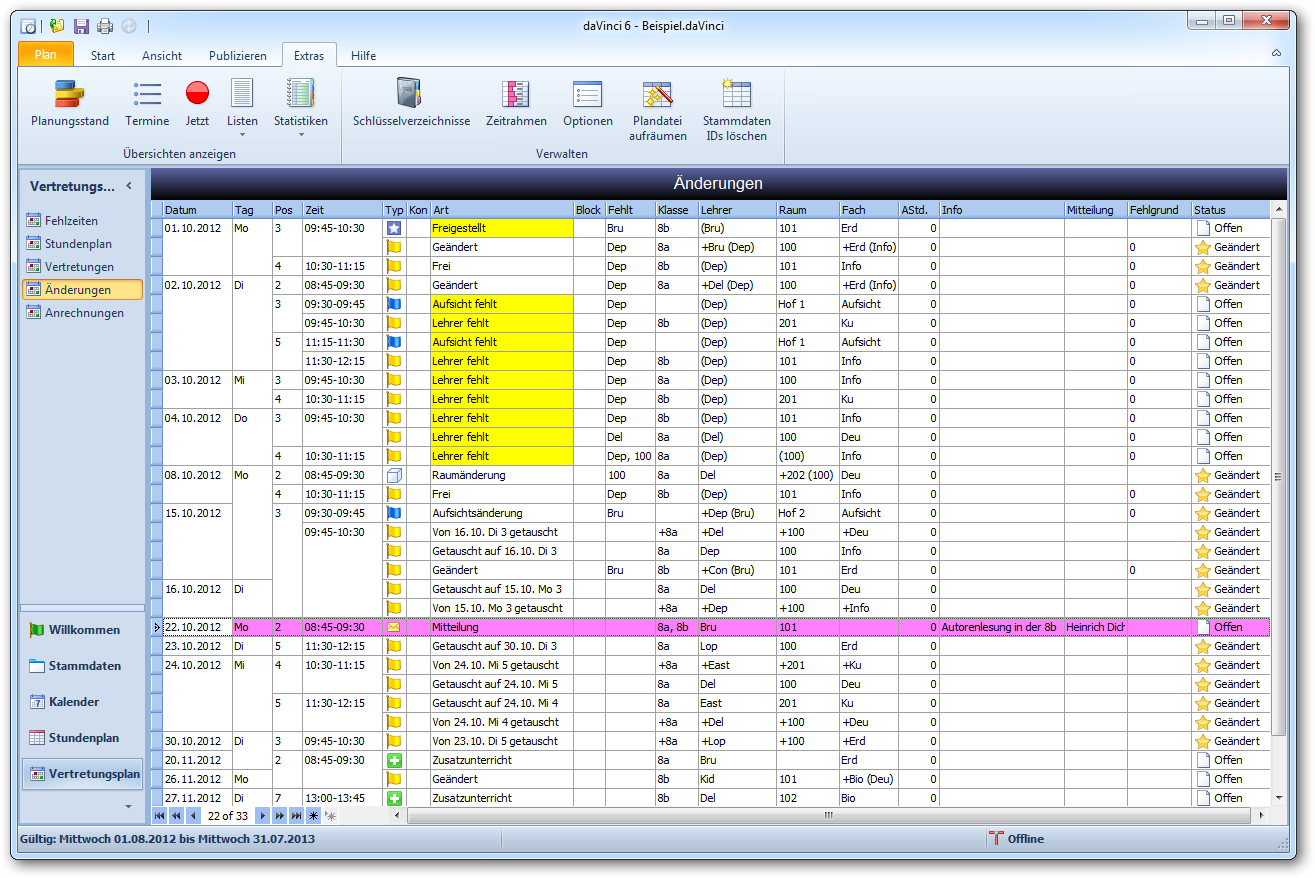 daVinci 6 - Beispiel.daVinci
Plan Start Ansicht Publizieren Extras Hilfe
Planungsstand Termine Jetzt Listen Statistiken Schlüsselverzeichnisse Zeitrahmen Optionen Plandatei aufräumen Stammdaten IDs löschen
Übersichten anzeigen Verwalten
Vertretungs...
Fehlzeiten
Stundenplan
Vertretungen
Änderungen
Anrechnungen
Willkommen
Stammdaten
Kalender
Stundenplan
Vertretungsplan
Änderungen
Datum Tag Pos Zeit Typ Kon Art Block Fehlt Klasse Lehrer Raum Fach AStd. Info Mitteilung Fehlgrund Status
01.10.2012 Mo 3 09:45-10:30 Freigestellt Bru 8b (Bru) 101 Erd 0 Offen
Geändert Dep 8a +Bru (Dep) 100 +Erd (Info) 0 0 Geändert
4 10:30-11:15 Frei Dep 8b (Dep) 101 Info 0 0 Geändert
02.10.2012 Di 2 08:45-09:30 Geändert Dep 8a +Del (Dep) 100 +Erd (Info) 0 0 Geändert
3 09:30-09:45 Aufsicht fehlt Dep (Dep) Hof 1 Aufsicht 0 0 Offen
09:45-10:30 Lehrer fehlt Dep 8b (Dep) 201 Ku 0 0 Offen
5 11:15-11:30 Aufsicht fehlt Dep (Dep) Hof 1 Aufsicht 0 0 Offen
11:30-12:15 Lehrer fehlt Dep 8b (Dep) 101 Info 0 0 Offen
03.10.2012 Mi 3 09:45-10:30 Lehrer fehlt Dep 8a (Dep) 100 Info 0 0 Offen
4 10:30-11:15 Lehrer fehlt Dep 8b (Dep) 201 Ku 0 0 Offen
04.10.2012 Do 3 09:45-10:30 Lehrer fehlt Dep 8b (Dep) 101 Info 0 0 Offen
Lehrer fehlt Del 8a (Del) 100 Deu 0 0 Offen
4 10:30-11:15 Lehrer fehlt Dep, 100 8a (Dep) (100) Info 0 0 Offen
08.10.2012 Mo 2 08:45-09:30 Raumänderung 100 8a Del +202 (100) Deu 0 Geändert
4 10:30-11:15 Frei Dep 8b (Dep) 101 Info 0 0 Geändert
15.10.2012 3 09:30-09:45 Aufsichtsänderung Bru +Dep (Bru) Hof 2 Aufsicht 0 0 Geändert
09:45-10:30 Von 16.10. Di 3 getauscht +8a +Del +100 +Deu 0 Geändert
Getauscht auf 16.10. Di 3 8a Dep 100 Info 0 Geändert
Geändert Bru 8b +Con (Bru) 101 Erd 0 0 Geändert
16.10.2012 Di Getauscht auf 15.10. Mo 3 8a Del 100 Deu 0 Geändert
Von 15.10. Mo 3 getauscht +8a +Dep +100 +Info 0 Geändert
22.10.2012 Mo 2 08:45-09:30 Mitteilung 8a, 8b Bru 101 0 Autorenlesung in der 8b Heinrich Dich Offen
23.10.2012 Di 5 11:30-12:15 Getauscht auf 30.10. Di 3 8a Lop 100 Erd 0 Geändert
24.10.2012 Mi 4 10:30-11:15 Von 24.10. Mi 5 getauscht +8a +East +201 +Ku 0 Geändert
Getauscht auf 24.10. Mi 5 8a Del 100 Deu 0 Geändert
5 11:30-12:15 Getauscht auf 24.10. Mi 4 8a East 201 Ku 0 Geändert
Von 24.10. Mi 4 getauscht +8a +Del +100 +Deu 0 Geändert
30.10.2012 Di 3 09:45-10:30 Von 23.10. Di 5 getauscht +8a +Lop +100 +Erd 0 Geändert
20.11.2012 2 08:45-09:30 Zusatzunterricht 8a Bru Erd 0 Offen
26.11.2012 Mo Geändert 8b Kid 101 +Bio (Deu) 0 Offen
27.11.2012 Di 7 13:00-13:45 Zusatzunterricht 8b Del 102 Bio 0 Offen
22 of 33
Gültig: Mittwoch 01.08.2012 bis Mittwoch 31.07.2013 Offline